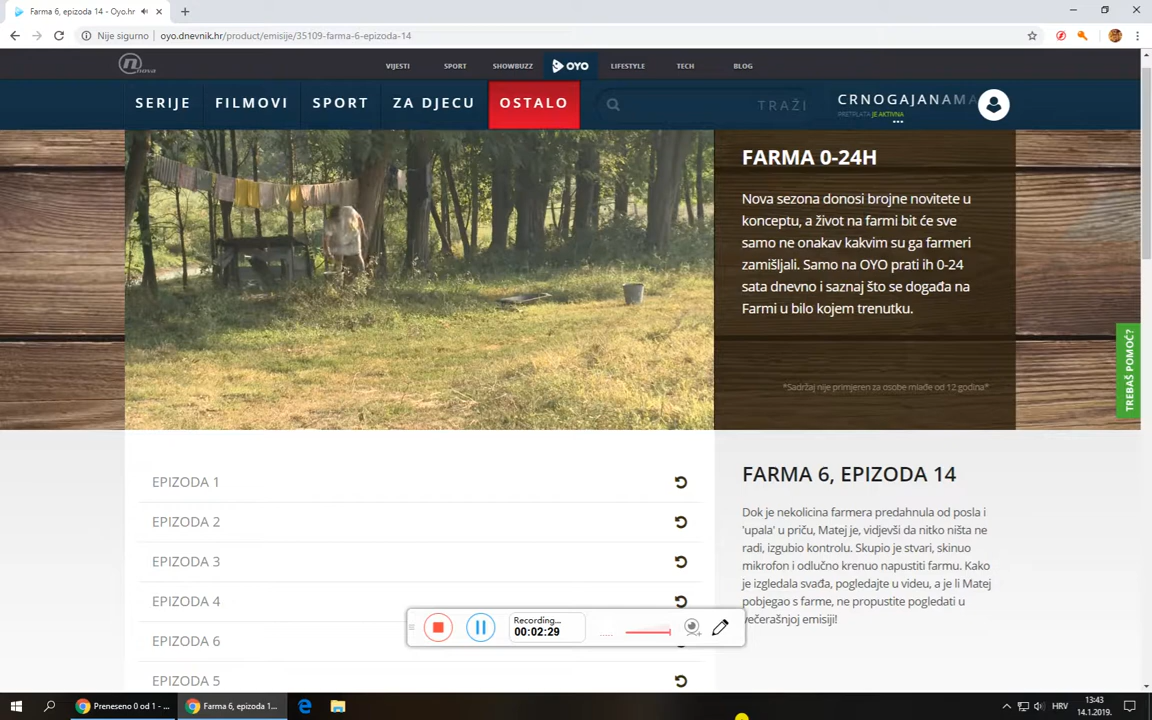 Farma 6, epizoda 14 - Oyo.hr
Nije sigurno
oyo.dnevnik.hr/product/emisije/35109-farma-6-epizoda-14
nova
VIJESTI
SPORT
SHOWBUZZ
OYO
LIFESTYLE
TECH
BLOG
SERIJE
FILMOVI
SPORT
ZA DJECU
OSTALO
TRAŽI
CRNOGAJANAMA
PRETPLATA JE AKTIVNA
FARMA 0-24H
Nova sezona donosi brojne novitete u
konceptu, a život na farmi bit će sve
samo ne onakav kakvim su ga farmeri
zamišljali. Samo na OYO prati ih 0-24
sata dnevno i saznaj što se događa na
Farmi u bilo kojem trenutku.
*Sadržaj nije primjeren za osobe mlađe od 12 godina*
TREBAŠ POMOĆ?
EPIZODA 1
EPIZODA 2
EPIZODA 3
EPIZODA 4
EPIZODA 6
EPIZODA 5
FARMA 6, EPIZODA 14
Dok je nekolicina farmera predahnula od posla i
'upala' u priču, Matej je, vidjevši da nitko ništa ne
radi, izgubio kontrolu. Skupio je stvari, skinuo
mikrofon i odlučno krenuo napustiti farmu. Kako
je izgledala svađa, pogledajte u videu, a je li Matej
pobjegao s farme, ne propustite pogledati u
večerašnjoj emisiji!
Recording...
00:02:29
Preneseno 0 od 1 - ...
Farma 6, epizoda 1...
HRV
13:43
14.1.2019.